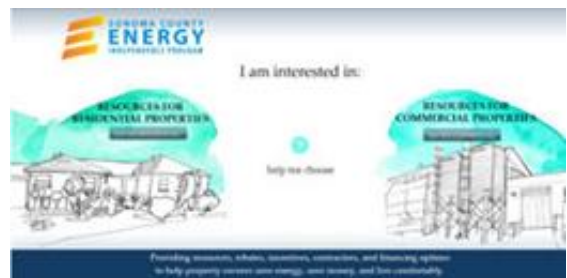 SONOMA COUNTY
ENERGY
INDEPENDENCE PROGRAM
I am interested in:
RESOURCES FOR
RESIDENTIAL PROPERTIES
RESOURCES FOR
COMMERCIAL PROPERTIES
help me choose
Providing resources, rebates, incentives, contractors, and financing options
to help property owners save energy, save money, and live comfortably.